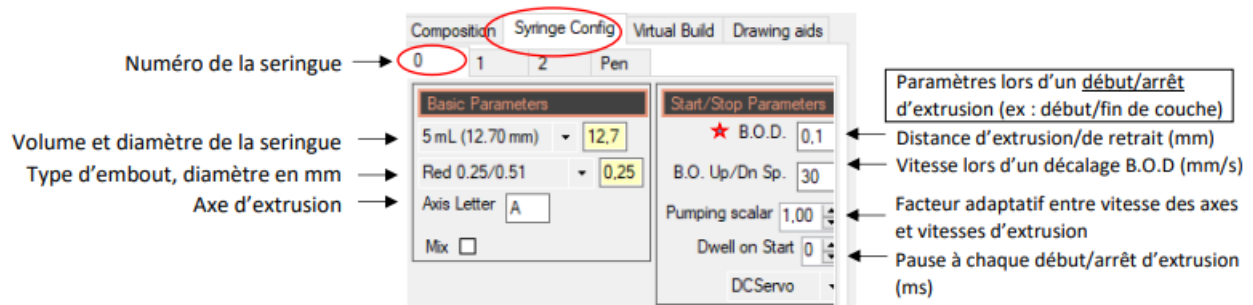 Composition Syringe Config Virtual Build Drawing aids
Numéro de la seringue 0 1 2 Pen
Basic Parameters
Volume et diamètre de la seringue 5 mL (12.70 mm) 12,7
Type d'embout, diamètre en mm Red 0.25/0.51 0,25
Axe d'extrusion Axis Letter A
Mix
Start/Stop Parameters
B.O.D. 0,1
B.O. Up/Dn Sp. 30
Pumping scalar 1,00
Dwell on Start 0
DCServo
Paramètres lors d'un début/arrêt
d'extrusion (ex : début/fin de couche)
Distance d'extrusion/de retrait (mm)
Vitesse lors d'un décalage B.O.D (mm/s)
Facteur adaptatif entre vitesse des axes
et vitesses d'extrusion
Pause à chaque début/arrêt d'extrusion
(ms)